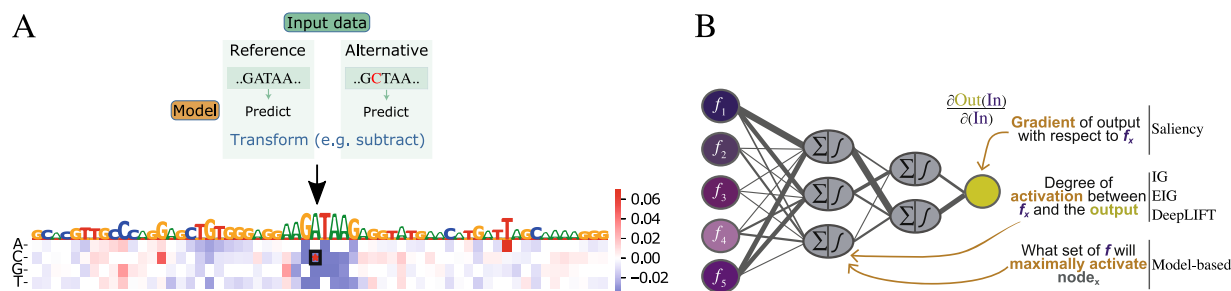 A
Input data
Reference
Alternative
..GATAA..
..GCTAA..
Model
Predict
Predict
Transform (e.g. subtract)
0.06
0.04
0.02
0.00
−0.02
A-
C-
G-
T-
B
f1
f2
f3
f4
f5
Σ ∫
Σ ∫
Σ ∫
Σ ∫
Σ ∫
∂Out(In)
∂(In)
Gradient of output
with respect to fx
Saliency
Degree of
activation between
fx and the output
IG
EIG
DeepLIFT
What set of f will
maximally activate
nodex
Model-based